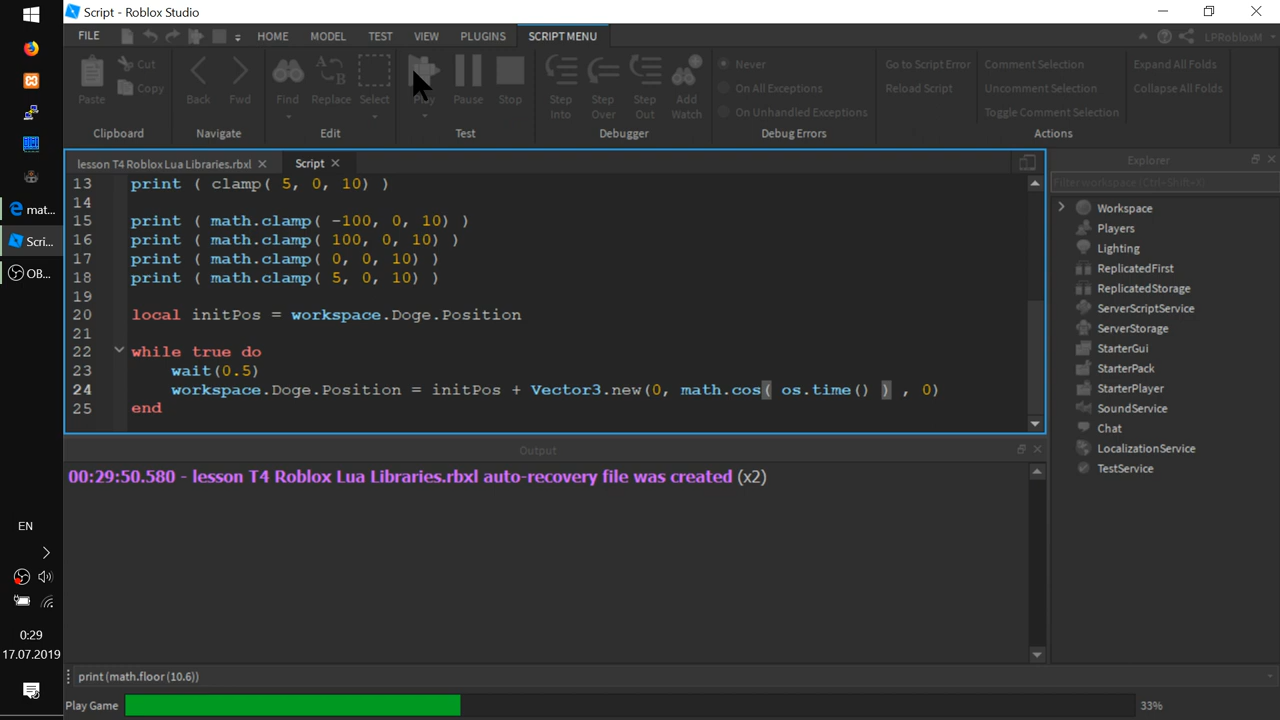 Script - Roblox Studio
FILE
HOME
MODEL
TEST
VIEW
PLUGINS
SCRIPT MENU
LPRobloxM
Paste
Cut
Copy
Clipboard
Back
Fwd
Navigate
Find
Replace
Select
Edit
Play
Pause
Stop
Test
Step Into
Step Over
Step Out
Add Watch
Debugger
Never
On All Exceptions
On Unhandled Exceptions
Debug Errors
Go to Script Error
Reload Script
Comment Selection
Uncomment Selection
Toggle Comment Selection
Expand All Folds
Collapse All Folds
Actions
mat...
Scri...
OB...
lesson T4 Roblox Lua Libraries.rbxl
Script
13 print ( clamp( 5, 0, 10) )
14
15 print ( math.clamp( -100, 0, 10) )
16 print ( math.clamp( 100, 0, 10) )
17 print ( math.clamp( 0, 0, 10) )
18 print ( math.clamp( 5, 0, 10) )
19
20 local initPos = workspace.Doge.Position
21
22 while true do
23 wait(0.5)
24 workspace.Doge.Position = initPos + Vector3.new(0, math.cos( os.time() ) , 0)
25 end
Explorer
Filter workspace (Ctrl+Shift+X)
Workspace
Players
Lighting
ReplicatedFirst
ReplicatedStorage
ServerScriptService
ServerStorage
StarterGui
StarterPack
StarterPlayer
SoundService
Chat
LocalizationService
TestService
Output
00:29:50.580 - lesson T4 Roblox Lua Libraries.rbxl auto-recovery file was created (x2)
print (math.floor (10.6))
Play Game
33%
EN
0:29
17.07.2019